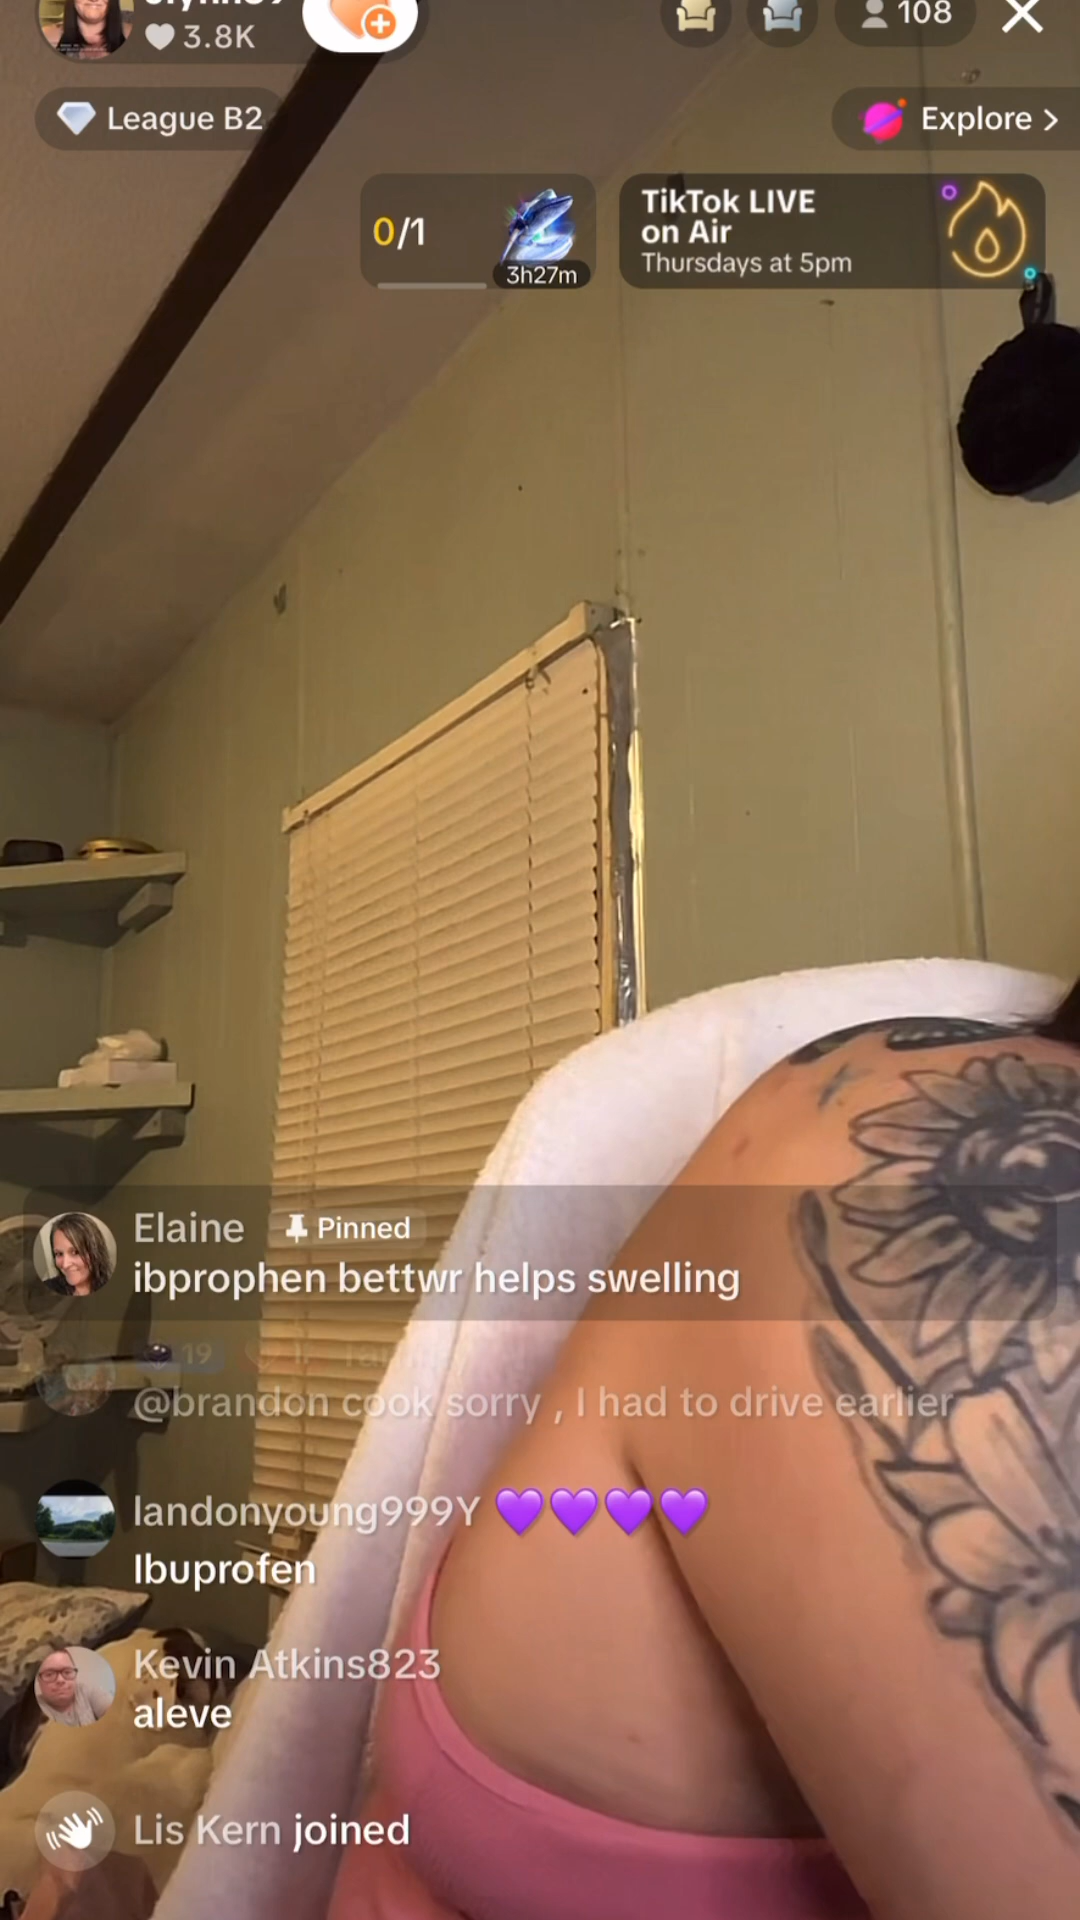 3.8K
108
League B2
Explore >
0/1
3h27m
TikTok LIVE
on Air
Thursdays at 5pm
Elaine Pinned
ibprophen bettwr helps swelling
19
@brandon cook sorry , I had to drive earlier
landonyoung999Y 💜💜💜💜
Ibuprofen
Kevin Atkins823
aleve
Lis Kern joined